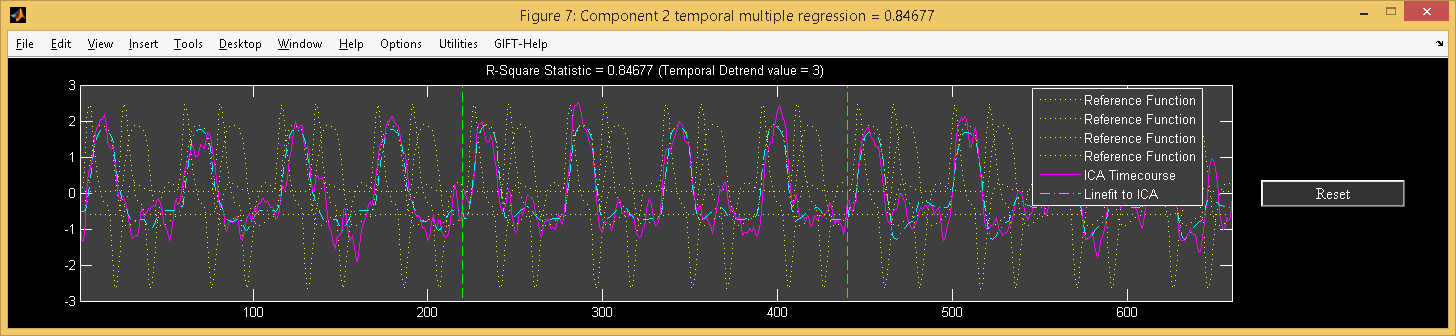 Figure 7: Component 2 temporal multiple regression = 0.84677
File Edit View Insert Tools Desktop Window Help Options Utilities GIFT-Help
R-Square Statistic = 0.84677 (Temporal Detrend value = 3)
3
2
1
0
-1
-2
-3
100 200 300 400 500 600
Reference Function
Reference Function
Reference Function
Reference Function
ICA Timecourse
Linefit to ICA
Reset